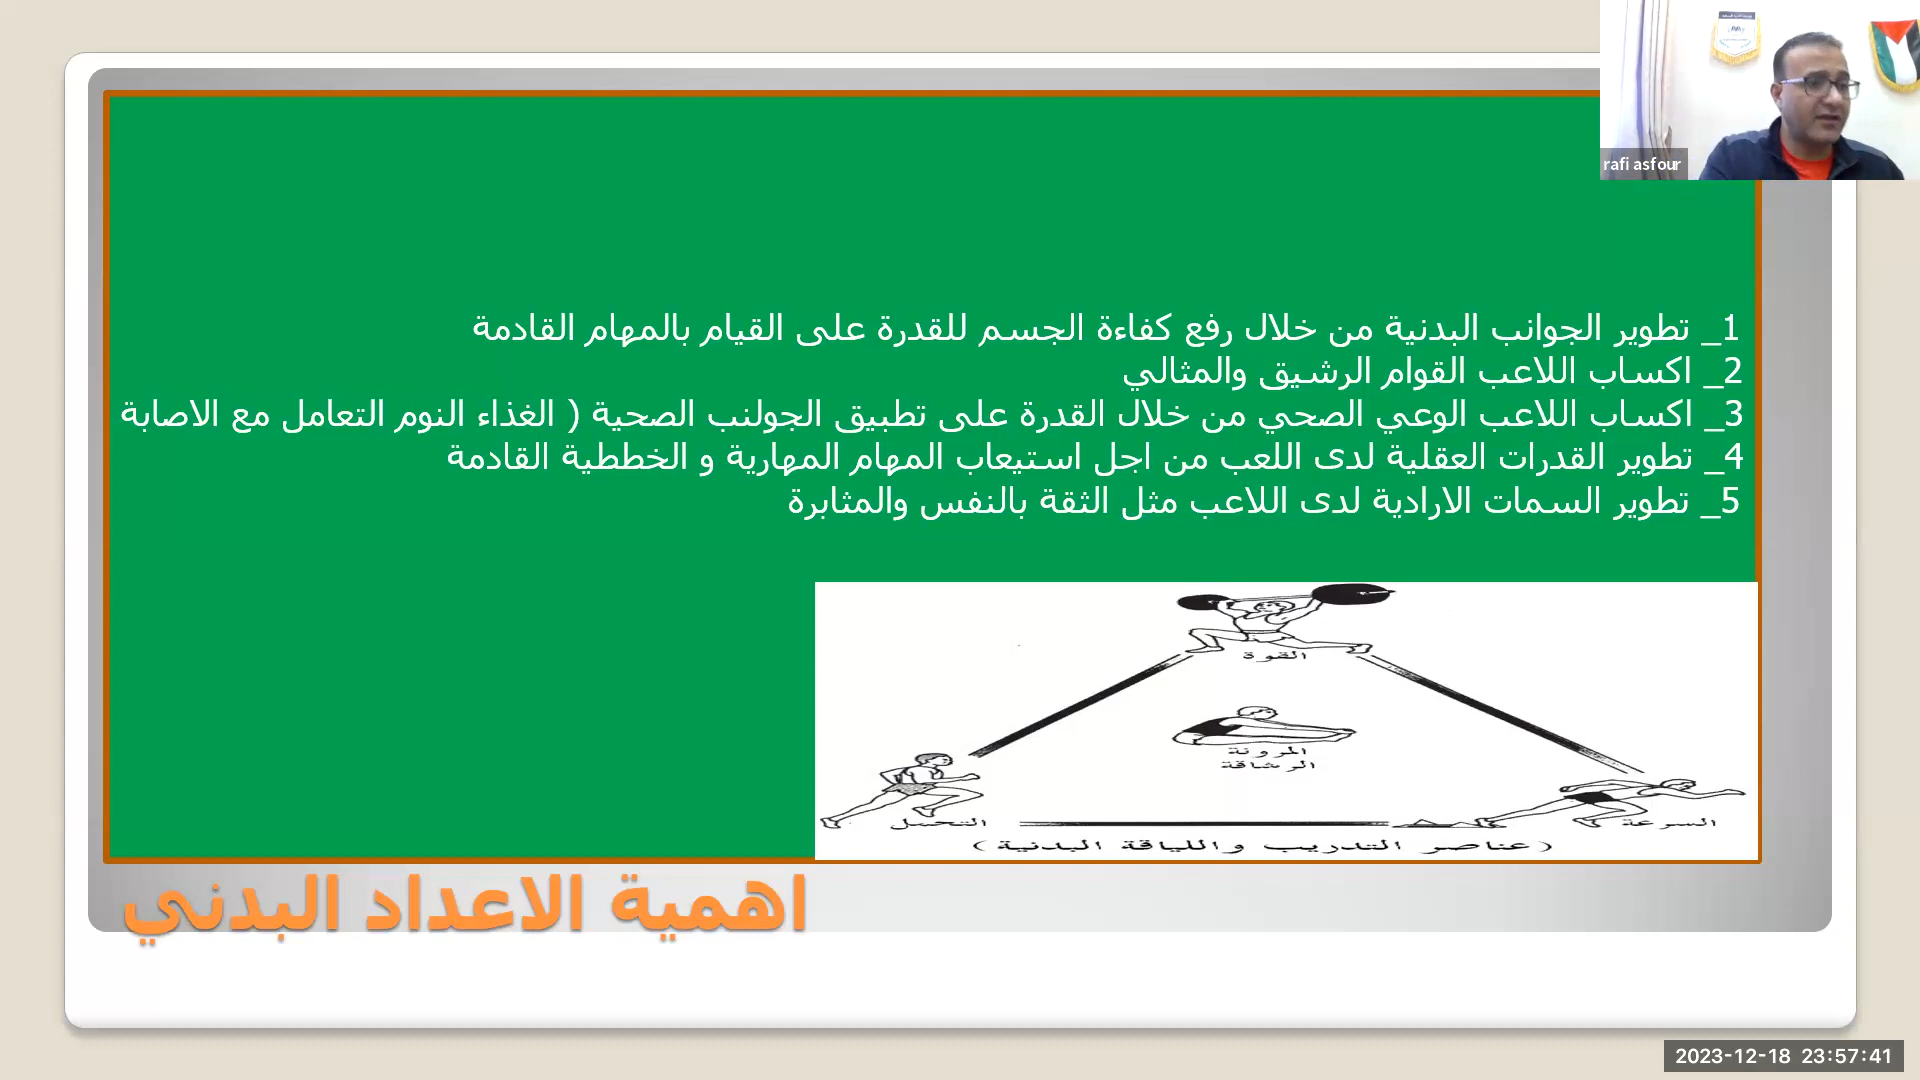 1_ تطوير الجوانب البدنية من خلال رفع كفاءة الجسم للقدرة على القيام بالمهام القادمة
2_ اكساب اللاعب القوام الرشيق والمثالي
3_ اكساب اللاعب الوعي الصحي من خلال القدرة على تطبيق الجولنب الصحية ( الغذاء النوم التعامل مع الاصابة
4_ تطوير القدرات العقلية لدى اللعب من اجل استيعاب المهام المهارية و الخططية القادمة
5_ تطوير السمات الارادية لدى اللاعب مثل الثقة بالنفس والمثابرة
القوة
المرونة
الرشاقة
السرعة
التحمل
( عناصر التدريب واللياقة البدنية )
اهمية الاعداد البدني
rafi asfour
2023-12-18 23:57:41